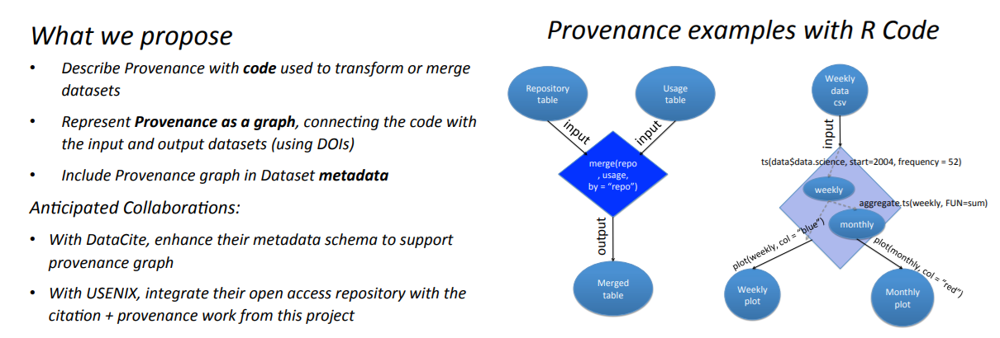 What we propose
• Describe Provenance with code used to transform or merge
datasets
• Represent Provenance as a graph, connecting the code with
the input and output datasets (using DOIs)
• Include Provenance graph in Dataset metadata
Anticipated Collaborations:
• With DataCite, enhance their metadata schema to support
provenance graph
• With USENIX, integrate their open access repository with the
citation + provenance work from this project
Provenance examples with R Code
Repository
table
Usage
table
input
input
merge(repo
, usage,
by = “repo”)
output
Merged
table
Weekly
data
csv
input
ts(data$data.science, start=2004, frequency = 52)
weekly
aggregate.ts(weekly, FUN=sum)
monthly
plot(weekly, col = “blue”)
plot(monthly, col = “red”)
Weekly
plot
Monthly
plot